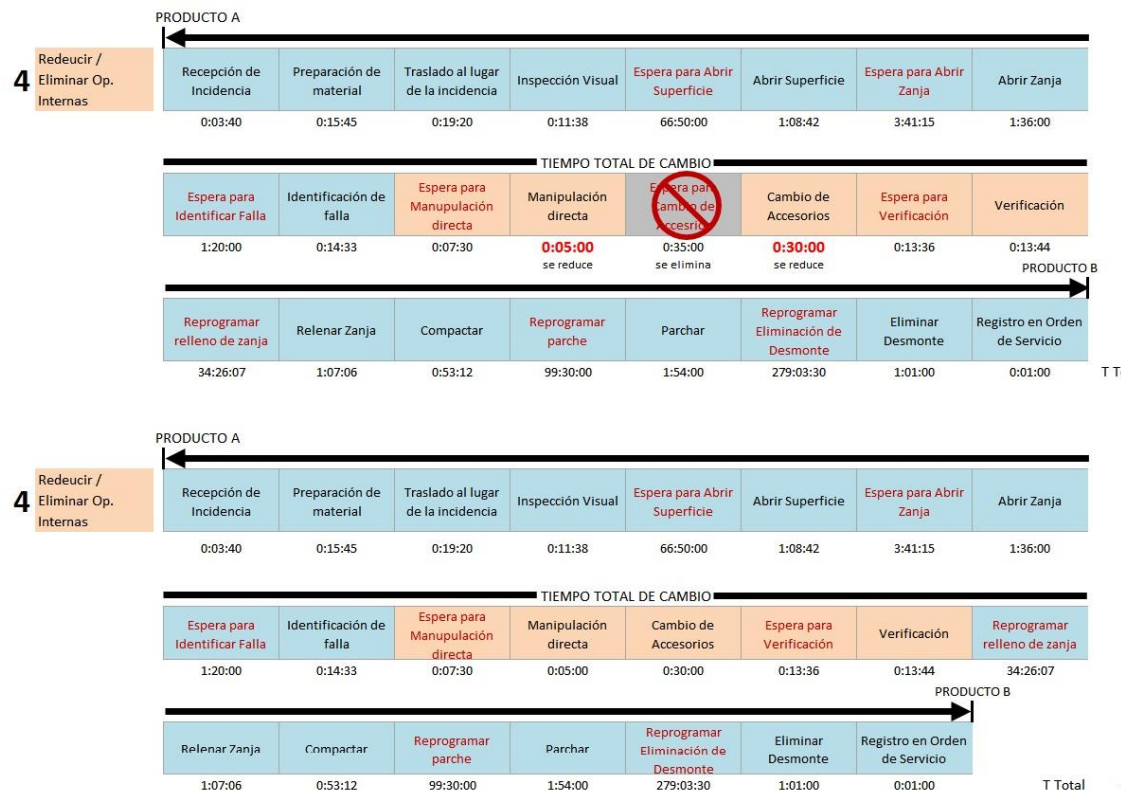 PRODUCTO A
4
Redeucir /
Eliminar Op.
Internas
Recepción de
Incidencia
Preparación de
material
Traslado al lugar
de la incidencia
Inspección Visual
Espera para Abrir
Superficie
Abrir Superficie
Espera para Abrir
Zanja
Abrir Zanja
0:03:40 0:15:45 0:19:20 0:11:38 66:50:00 1:08:42 3:41:15 1:36:00
TIEMPO TOTAL DE CAMBIO
Espera para
Identificar Falla
Identificación de
falla
Espera para
Manupulación
directa
Manipulación
directa
Espera para
Cambio de
Accesrios
Cambio de
Accesorios
Espera para
Verificación
Verificación
1:20:00 0:14:33 0:07:30 0:05:00 0:35:00 0:30:00 0:13:36 0:13:44
se reduce se elimina se reduce
PRODUCTO B
Reprogramar
relleno de zanja
Relenar Zanja
Compactar
Reprogramar
parche
Parchar
Reprogramar
Eliminación de
Desmonte
Eliminar
Desmonte
Registro en Orden
de Servicio
34:26:07 1:07:06 0:53:12 99:30:00 1:54:00 279:03:30 1:01:00 0:01:00
PRODUCTO A
4
Redeucir /
Eliminar Op.
Internas
Recepción de
Incidencia
Preparación de
material
Traslado al lugar
de la incidencia
Inspección Visual
Espera para Abrir
Superficie
Abrir Superficie
Espera para Abrir
Zanja
Abrir Zanja
0:03:40 0:15:45 0:19:20 0:11:38 66:50:00 1:08:42 3:41:15 1:36:00
TIEMPO TOTAL DE CAMBIO
Espera para
Identificar Falla
Identificación de
falla
Espera para
Manupulación
directa
Manipulación
directa
Cambio de
Accesorios
Espera para
Verificación
Verificación
Reprogramar
relleno de zanja
1:20:00 0:14:33 0:07:30 0:05:00 0:30:00 0:13:36 0:13:44 34:26:07
PRODUCTO B
Relenar Zanja
Compactar
Reprogramar
parche
Parchar
Reprogramar
Eliminación de
Desmonte
Eliminar
Desmonte
Registro en Orden
de Servicio
1:07:06 0:53:12 99:30:00 1:54:00 279:03:30 1:01:00 0:01:00 T Total